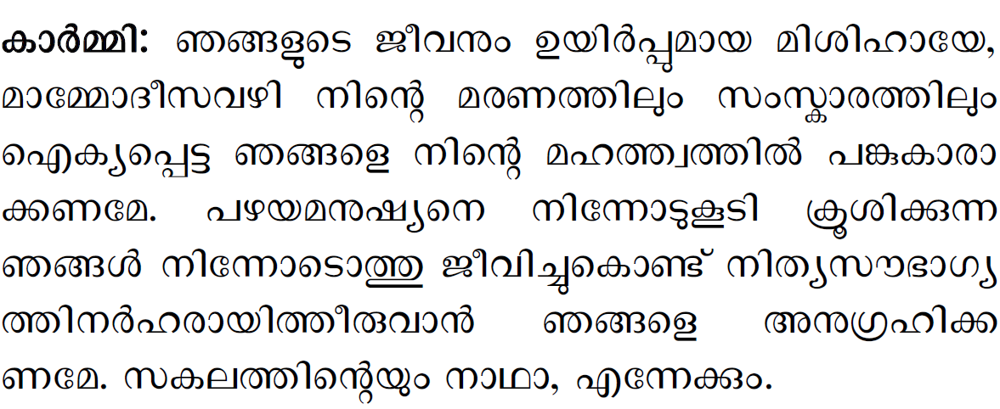 കാർമ്മി: ഞങ്ങളുടെ ജീവനും ഉയിർപ്പുമായ മിശിഹായേ,
മാമ്മോദീസവഴി നിന്റെ മരണത്തിലും സംസ്കാരത്തിലും
ഐക്യപ്പെട്ട ഞങ്ങളെ നിന്റെ മഹത്ത്വത്തിൽ പങ്കുകാരാ
ക്കണമേ. പഴയമനുഷ്യനെ നിന്നോടുകൂടി ക്രൂശിക്കുന്ന
ഞങ്ങൾ നിന്നോടൊത്തു ജീവിച്ചുകൊണ്ട് നിത്യസൗഭാഗ്യ
ത്തിനർഹരായിത്തീരുവാൻ ഞങ്ങളെ അനുഗ്രഹിക്ക
ണമേ. സകലത്തിന്റെയും നാഥാ, എന്നേക്കും.